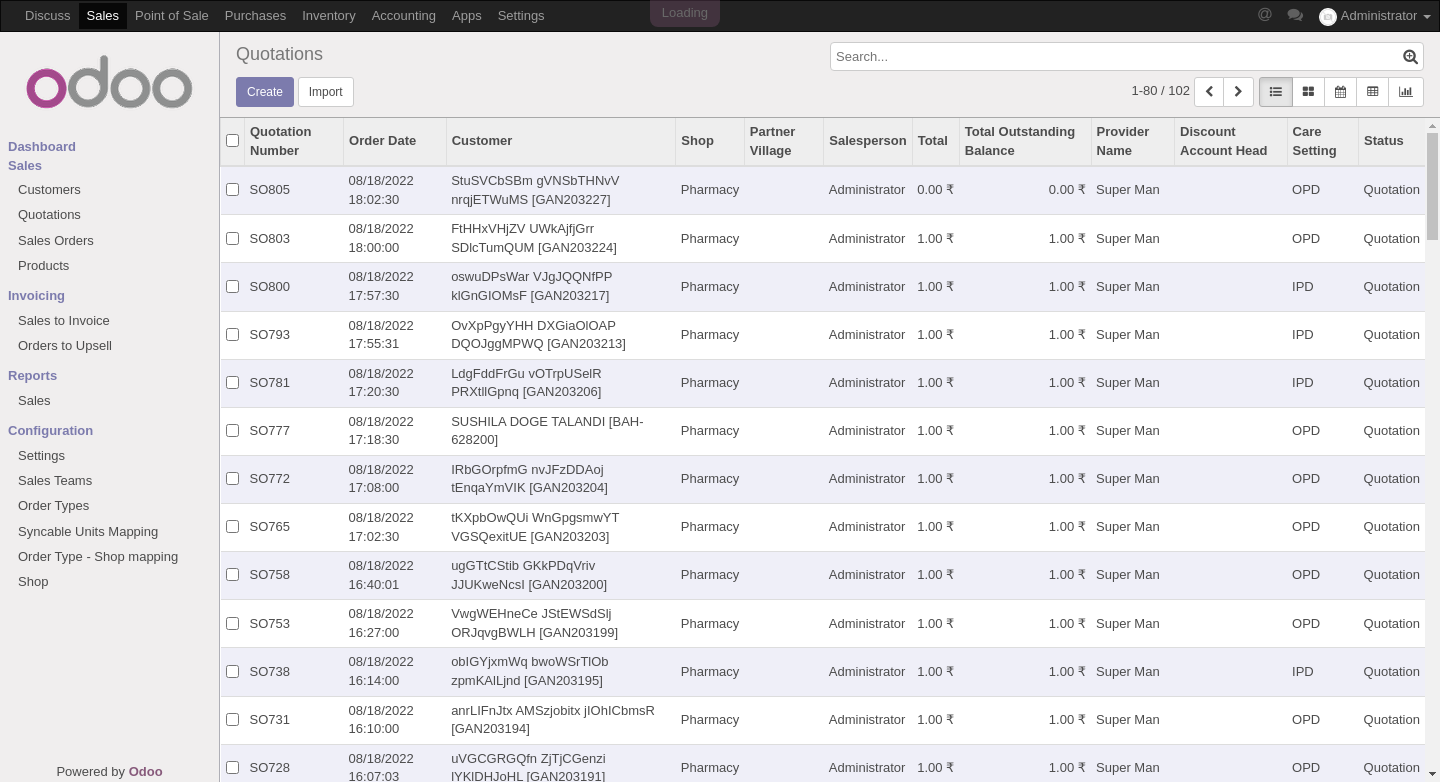 Discuss Sales Point of Sale Purchases Inventory Accounting Apps Settings Loading @ Administrator
odoo
Dashboard
Sales
Customers
Quotations
Sales Orders
Products
Invoicing
Sales to Invoice
Orders to Upsell
Reports
Sales
Configuration
Settings
Sales Teams
Order Types
Syncable Units Mapping
Order Type - Shop mapping
Shop
Powered by Odoo
Quotations
Search...
Create Import
1-80 / 102
Quotation Number Order Date Customer Shop Partner Village Salesperson Total Total Outstanding Balance Provider Name Discount Account Head Care Setting Status
SO805 08/18/2022 18:02:30 StuSVCbSBm gVNSbTHNvV nrqjETWuMS [GAN203227] Pharmacy Administrator 0.00 ₹ 0.00 ₹ Super Man OPD Quotation
SO803 08/18/2022 18:00:00 FtHHxVHjZV UWkAjfjGrr SDlcTumQUM [GAN203224] Pharmacy Administrator 1.00 ₹ 1.00 ₹ Super Man OPD Quotation
SO800 08/18/2022 17:57:30 oswuDPsWar VJgJQQNfPP klGnGIOMsF [GAN203217] Pharmacy Administrator 1.00 ₹ 1.00 ₹ Super Man IPD Quotation
SO793 08/18/2022 17:55:31 OvXpPgyYHH DXGiaOlOAP DQOJggMPWQ [GAN203213] Pharmacy Administrator 1.00 ₹ 1.00 ₹ Super Man IPD Quotation
SO781 08/18/2022 17:20:30 LdgFddFrGu vOTrpUSelR PRXtllGpnq [GAN203206] Pharmacy Administrator 1.00 ₹ 1.00 ₹ Super Man IPD Quotation
SO777 08/18/2022 17:18:30 SUSHILA DOGE TALANDI [BAH-628200] Pharmacy Administrator 1.00 ₹ 1.00 ₹ Super Man OPD Quotation
SO772 08/18/2022 17:08:00 IRbGOrpfmG nvJFzDDAoj tEnqaYmVIK [GAN203204] Pharmacy Administrator 1.00 ₹ 1.00 ₹ Super Man OPD Quotation
SO765 08/18/2022 17:02:30 tKXpbOwQUi WnGpgsmwYT VGSQexitUE [GAN203203] Pharmacy Administrator 1.00 ₹ 1.00 ₹ Super Man OPD Quotation
SO758 08/18/2022 16:40:01 ugGTtCStib GKkPDqVriv JJUKweNcsI [GAN203200] Pharmacy Administrator 1.00 ₹ 1.00 ₹ Super Man OPD Quotation
SO753 08/18/2022 16:27:00 VwgWEHneCe JStEWSdSlj ORJqvgBWLH [GAN203199] Pharmacy Administrator 1.00 ₹ 1.00 ₹ Super Man OPD Quotation
SO738 08/18/2022 16:14:00 obIGYjxmWq bwoWSrTlOb zpmKAlLjnd [GAN203195] Pharmacy Administrator 1.00 ₹ 1.00 ₹ Super Man IPD Quotation
SO731 08/18/2022 16:10:00 anrLIFnJtx AMSzjobitx jIOhICbmsR [GAN203194] Pharmacy Administrator 1.00 ₹ 1.00 ₹ Super Man OPD Quotation
SO728 08/18/2022 16:07:03 uVGCGRGQfn ZjTjCGenzi lYKlDHJoHL [GAN203191] Pharmacy Administrator 1.00 ₹ 1.00 ₹ Super Man OPD Quotation